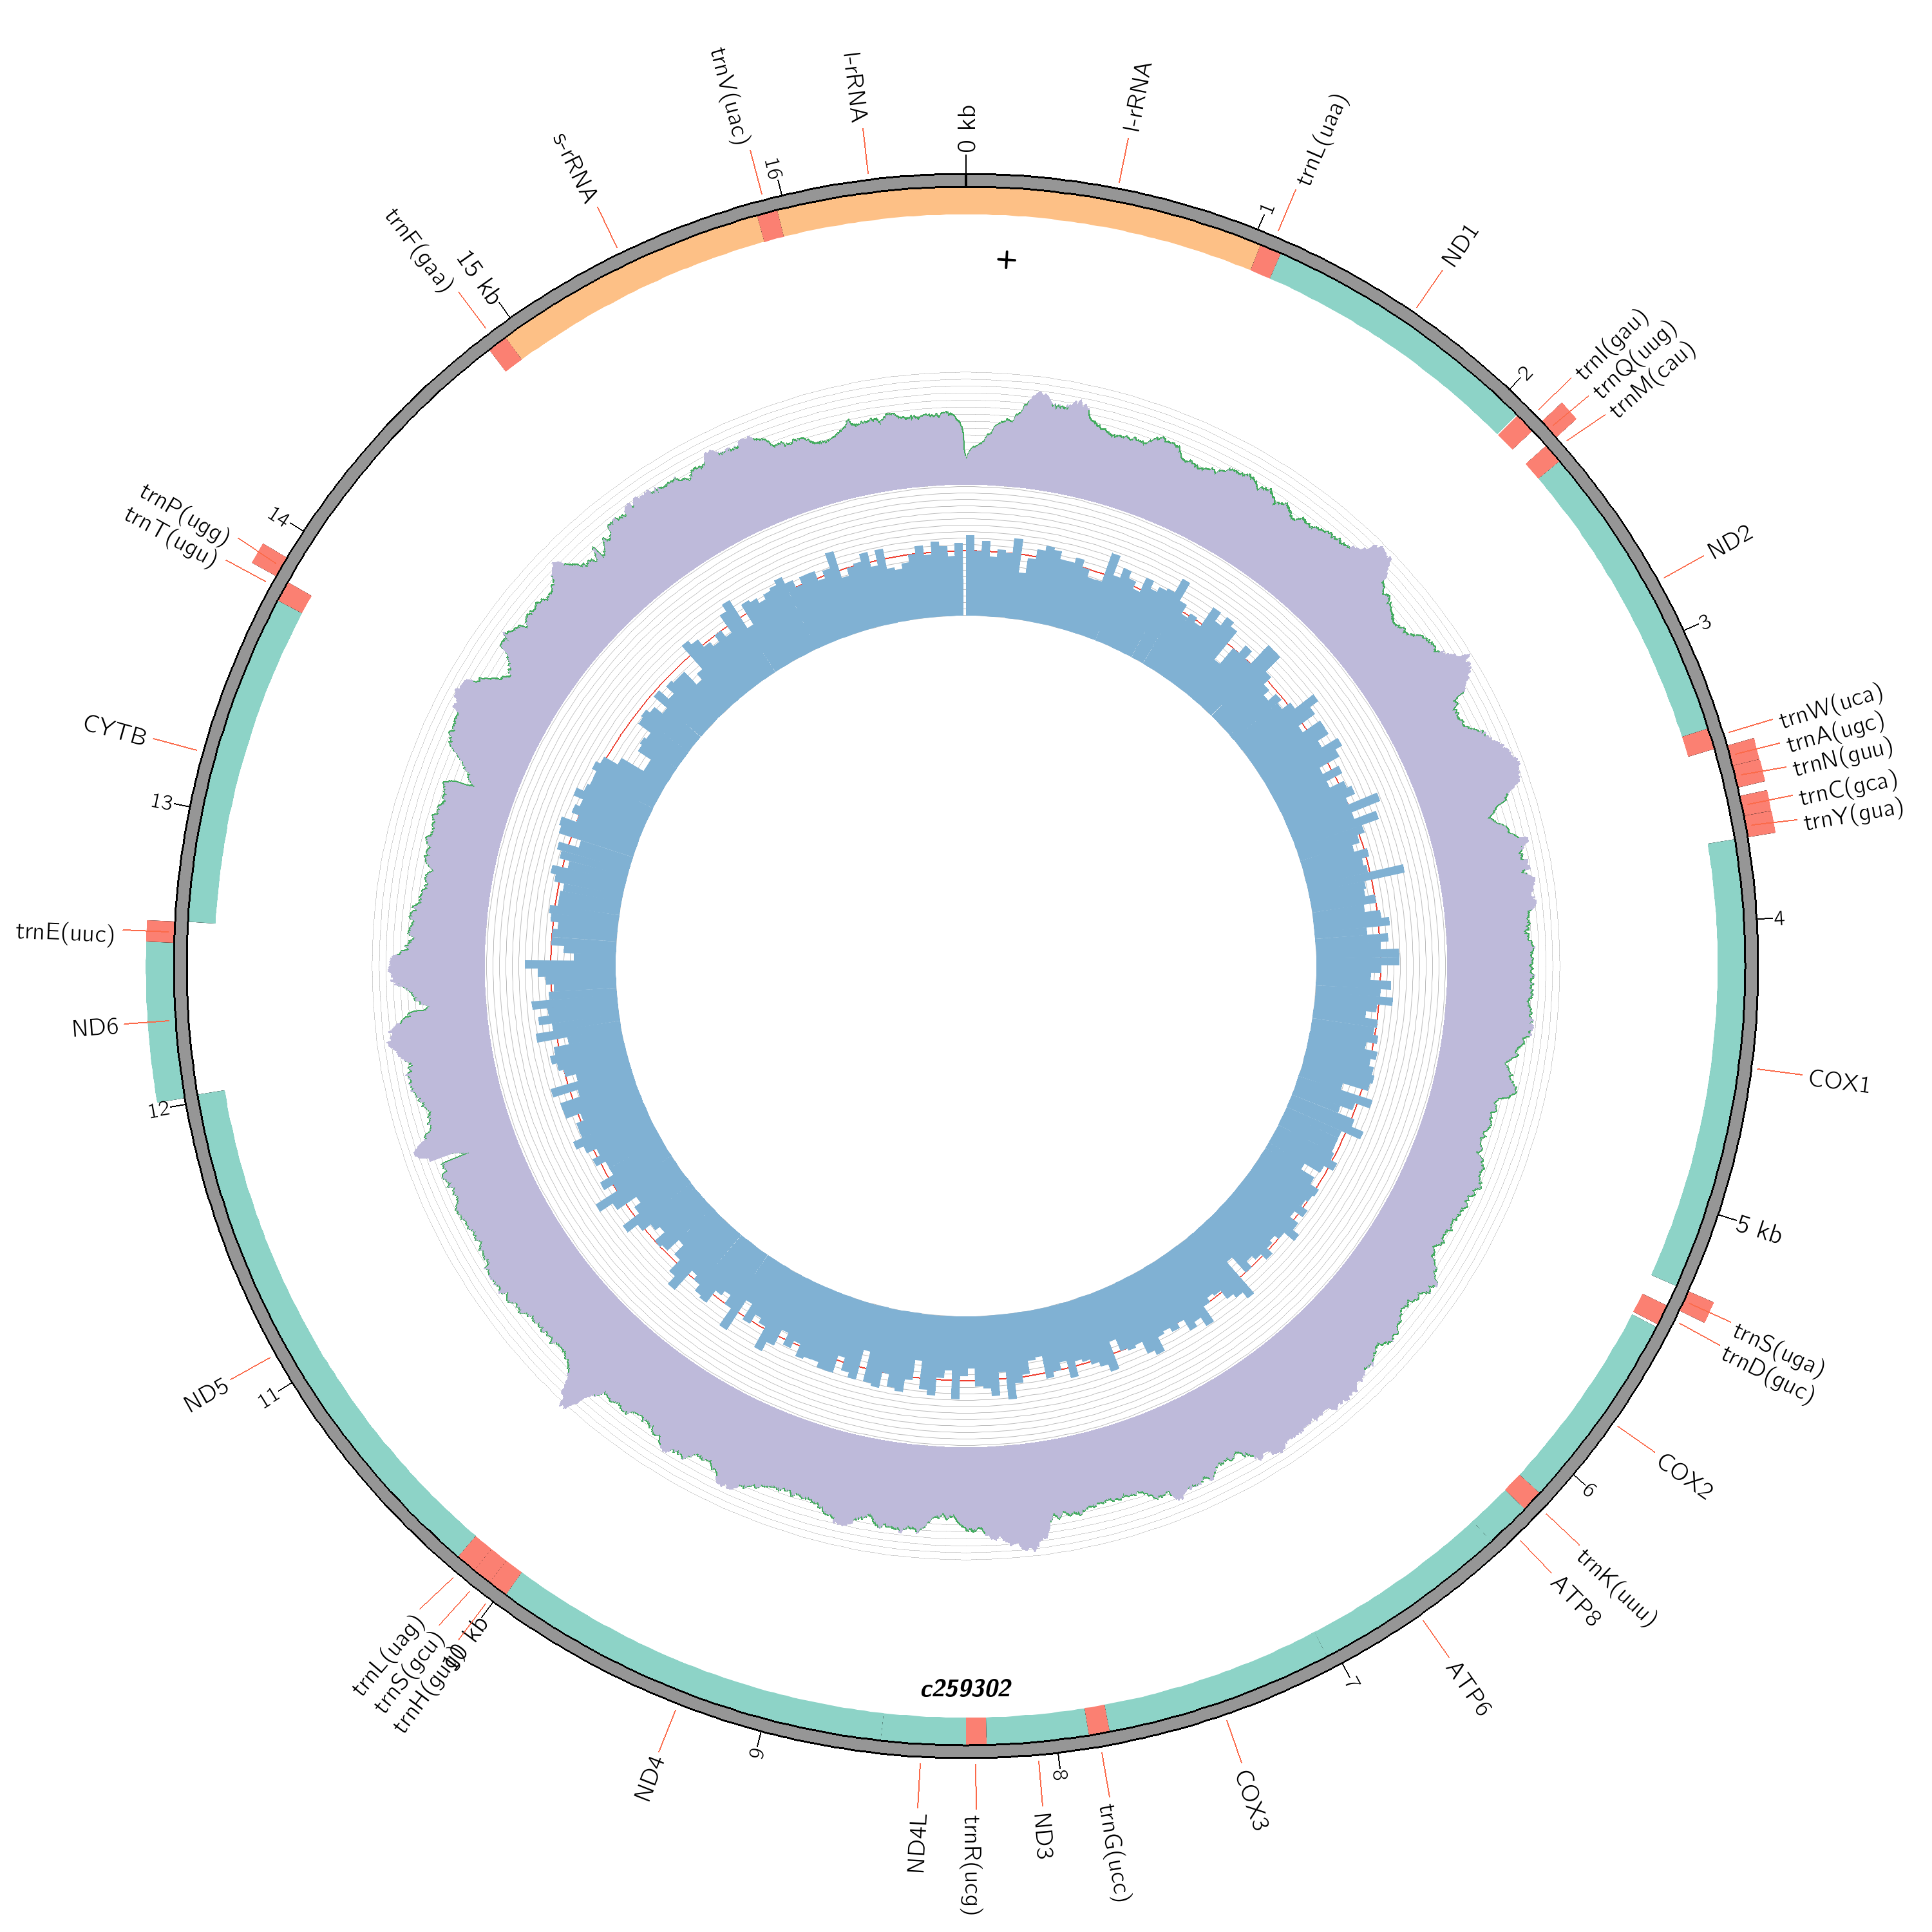 0 kb
l-rRNA
1
trnL(uaa)
ND1
2
trnI(gau)
trnQ(uug)
trnM(cau)
ND2
3
trnW(uca)
trnA(ugc)
trnN(guu)
trnC(gca)
trnY(gua)
4
COX1
5 kb
trnS(uga)
trnD(guc)
COX2
6
trnK(uuu)
ATP8
ATP6
7
COX3
trnG(ucc)
8
ND3
trnR(ucg)
ND4L
9
ND4
10 kb
trnH(gug)
trnS(gcu)
trnL(uag)
11
ND5
12
ND6
trnE(uuc)
13
CYTB
trnT(ugu)
trnP(ugg)
14
trnF(gaa)
15 kb
s-rRNA
trnV(uac)
16
l-rRNA
+
c259302